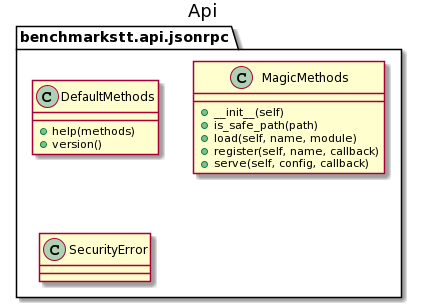 Api
benchmarkstt.api.jsonrpc
C DefaultMethods
help(methods)
version()
C MagicMethods
__init__(self)
is_safe_path(path)
load(self, name, module)
register(self, name, callback)
serve(self, config, callback)
C SecurityError